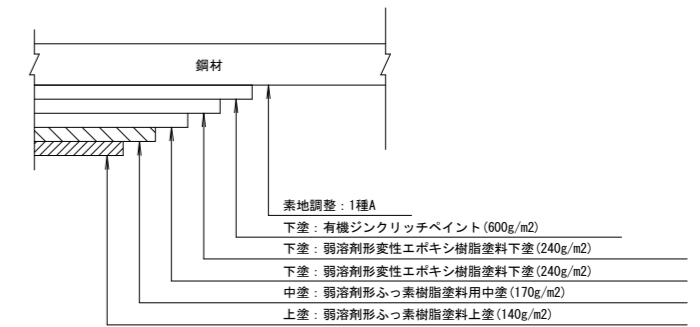 鋼材
素地調整：1種A
下塗：有機ジンクリッチペイント(600g/m2)
下塗：弱溶剤形変性エポキシ樹脂塗料下塗(240g/m2)
下塗：弱溶剤形変性エポキシ樹脂塗料下塗(240g/m2)
中塗：弱溶剤形ふっ素樹脂塗料用中塗(170g/m2)
上塗：弱溶剤形ふっ素樹脂塗料上塗(140g/m2)